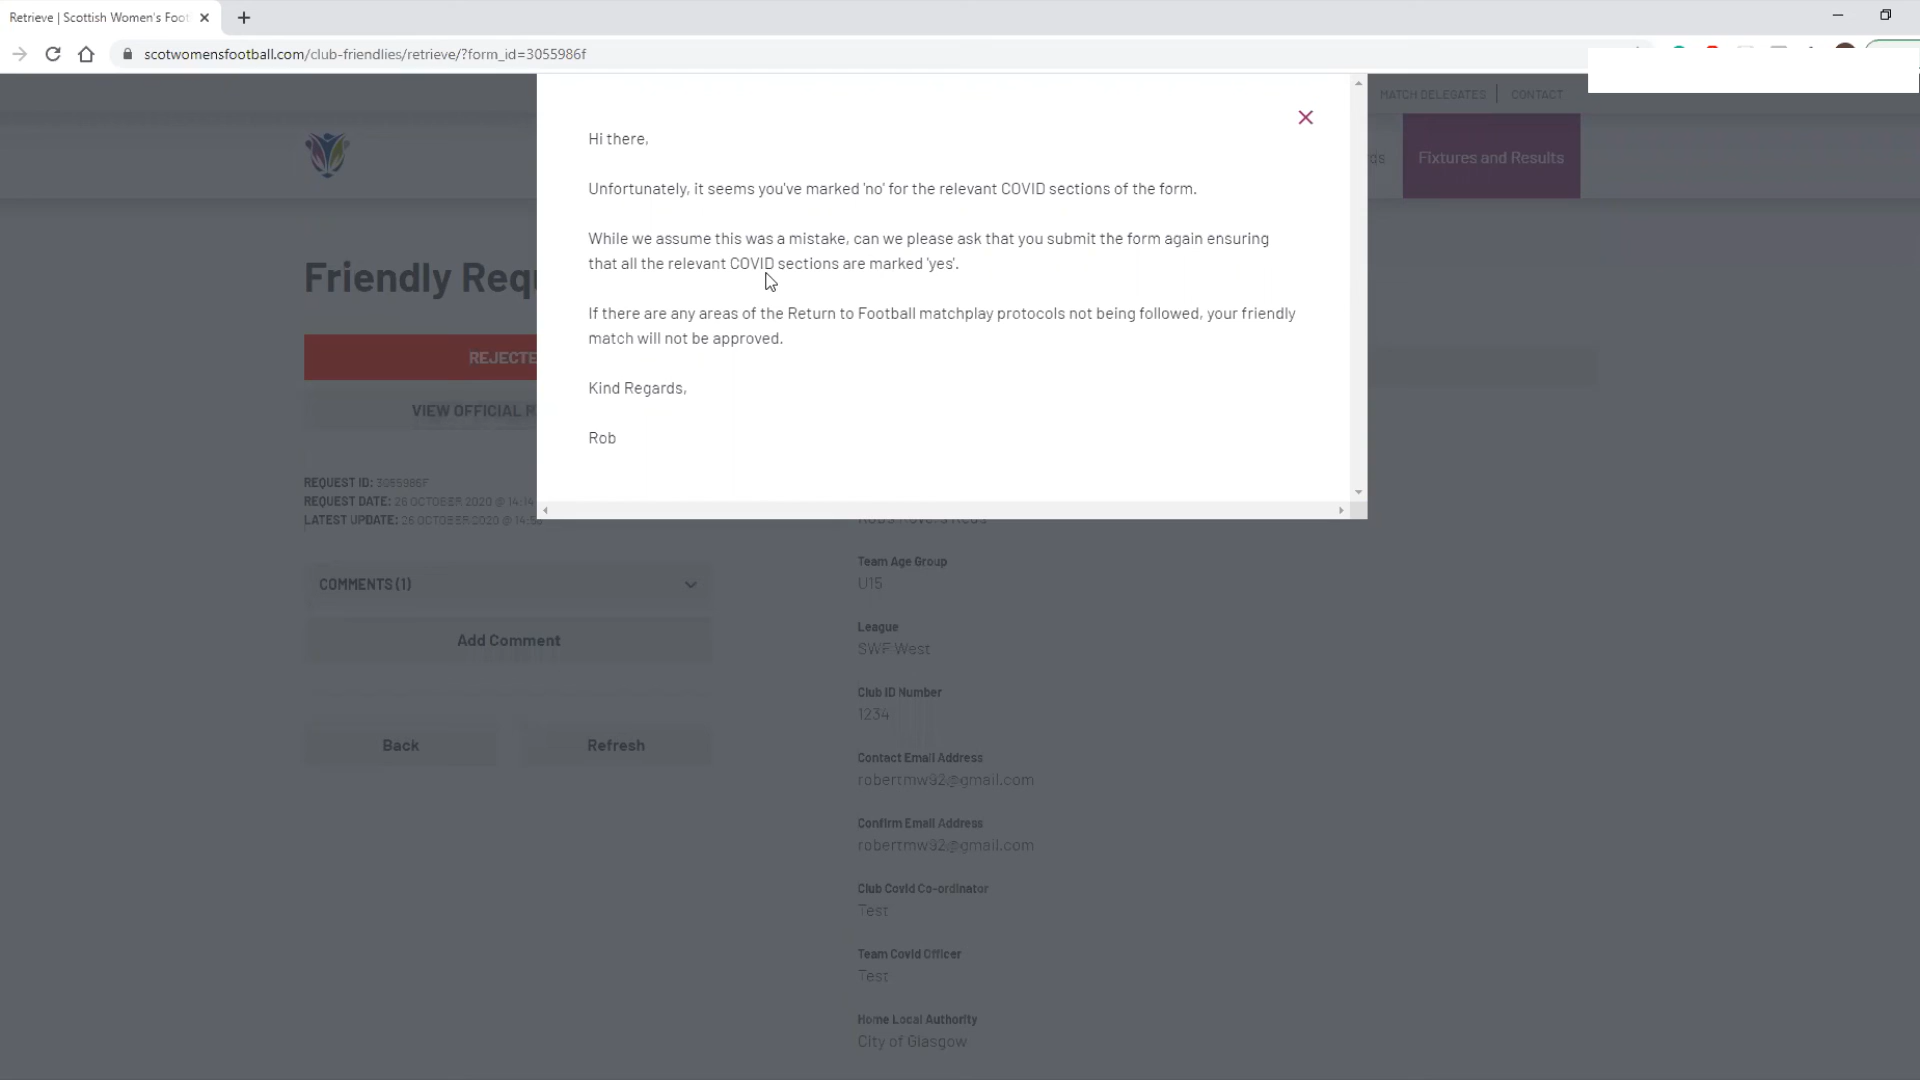 Retrieve | Scottish Women's Foot
scotwomensfootball.com/club-friendlies/retrieve/?form_id=3055986f
MATCH DELEGATES
CONTACT
Fixtures and Results
Hi there,
Unfortunately, it seems you've marked 'no' for the relevant COVID sections of the form.
While we assume this was a mistake, can we please ask that you submit the form again ensuring
that all the relevant COVID sections are marked 'yes'.
If there are any areas of the Return to Football matchplay protocols not being followed, your friendly
match will not be approved.
Kind Regards,
Rob
Friendly Requ
REJECTE
VIEW OFFICIAL
REQUEST ID: 3055986F
REQUEST DATE: 26 OCTOBER 2020 @ 14:14
LATEST UPDATE: 26 OCTOBER 2020 @
COMMENTS (1)
Add Comment
Back
Refresh
Team Age Group
U15
League
SWF West
Club ID Number
1234
Contact Email Address
robertmw92@gmail.com
Confirm Email Address
robertmw92@gmail.com
Club Covid Co-ordinator
Test
Team Covid Officer
Test
Home Local Authority
City of Glasgow